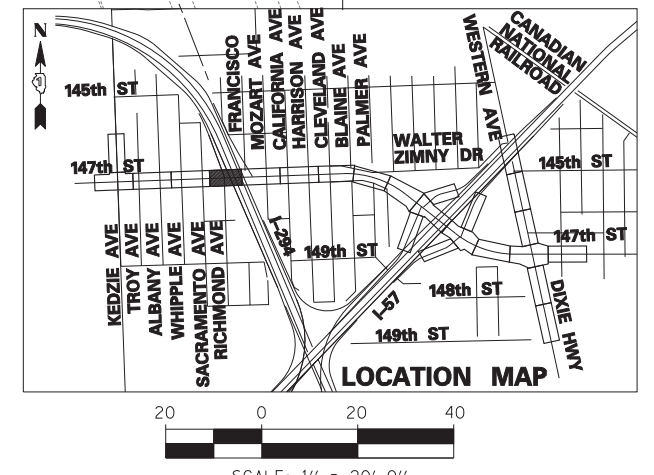 N
CANADIAN
NATIONAL
RAILROAD
WESTERN AVE
FRANCISCO
MOZART AVE
CALIFORNIA AVE
HARRISON AVE
CLEVELAND AVE
BLAINE AVE
PALMER AVE
145th ST
WALTER
ZIMNY DR
147th ST
145th ST
KEDZIE AVE
TROY AVE
ALBANY AVE
WHIPPLE AVE
SACRAMENTO AVE
RICHMOND AVE
I-294
149th ST
147th ST
I-57
148th ST
149th ST
DIXIE HWY
LOCATION MAP
20 0 20 40